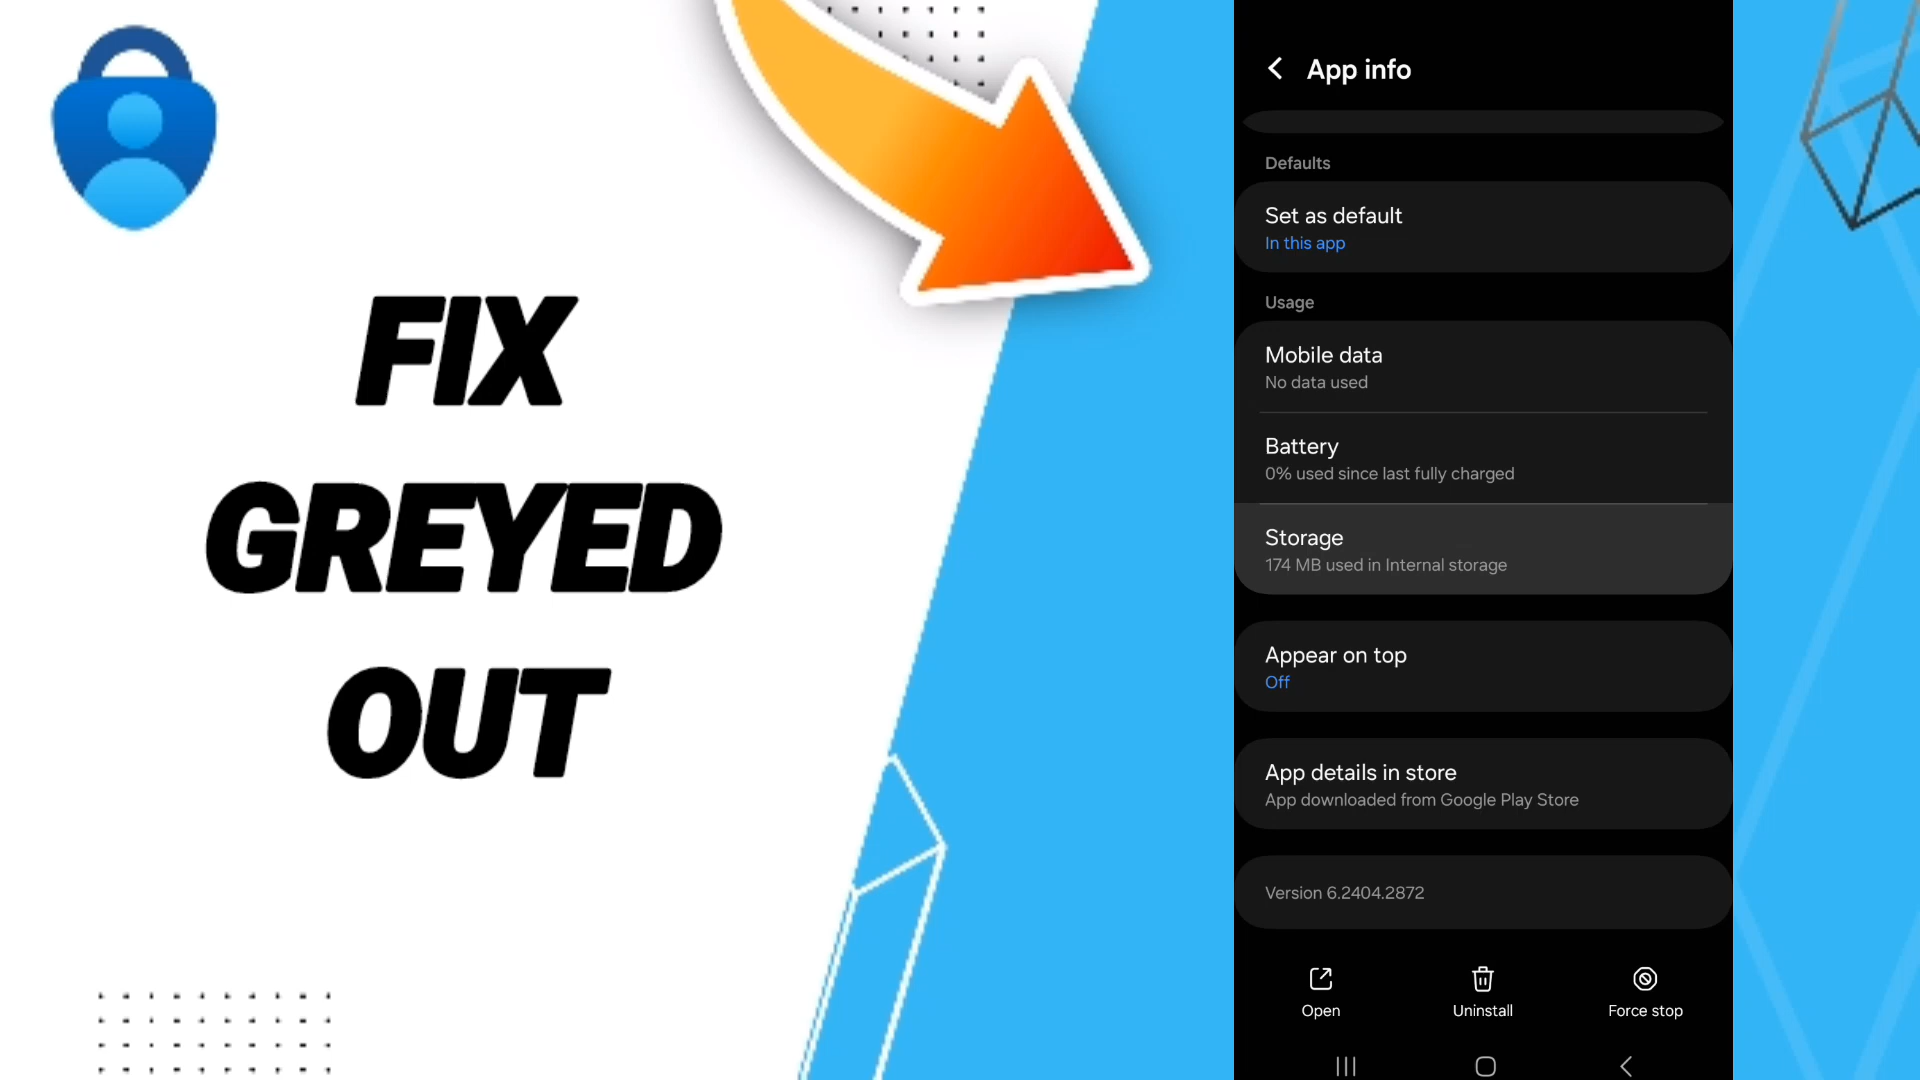 FIX
GREYED
OUT
App info
Defaults
Set as default
In this app
Usage
Mobile data
No data used
Battery
0% used since last fully charged
Storage
174 MB used in Internal storage
Appear on top
Off
App details in store
App downloaded from Google Play Store
Version 6.2404.2872
Open
Uninstall
Force stop